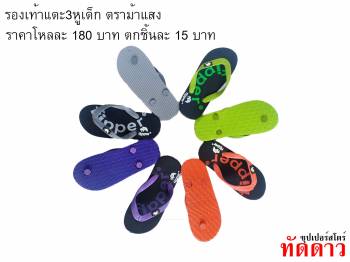 รองเท้าแตะ3หูเด็ก ตราม้าแสง
ราคาโหลละ 180 บาท ตกชิ้นละ 15 บาท
ipper
ipper
ซุปเปอร์สโตร์
ทัดดาว